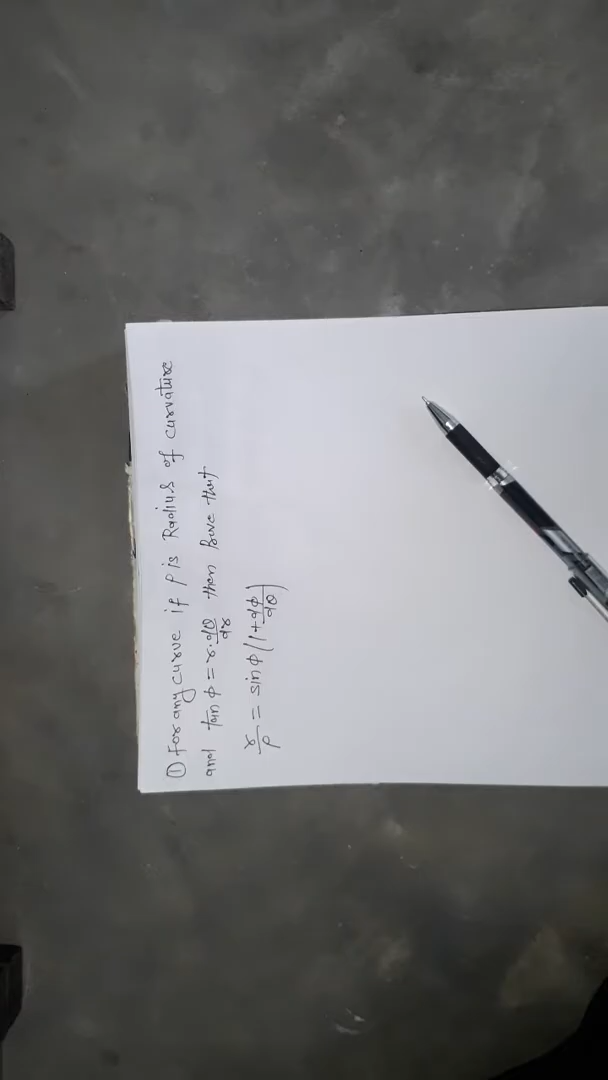 ① For any curve if ρ is Radius of curvature
and tan φ = r·dθ/dr then Prove that
r/ρ = sin φ (1 + dφ/dθ)